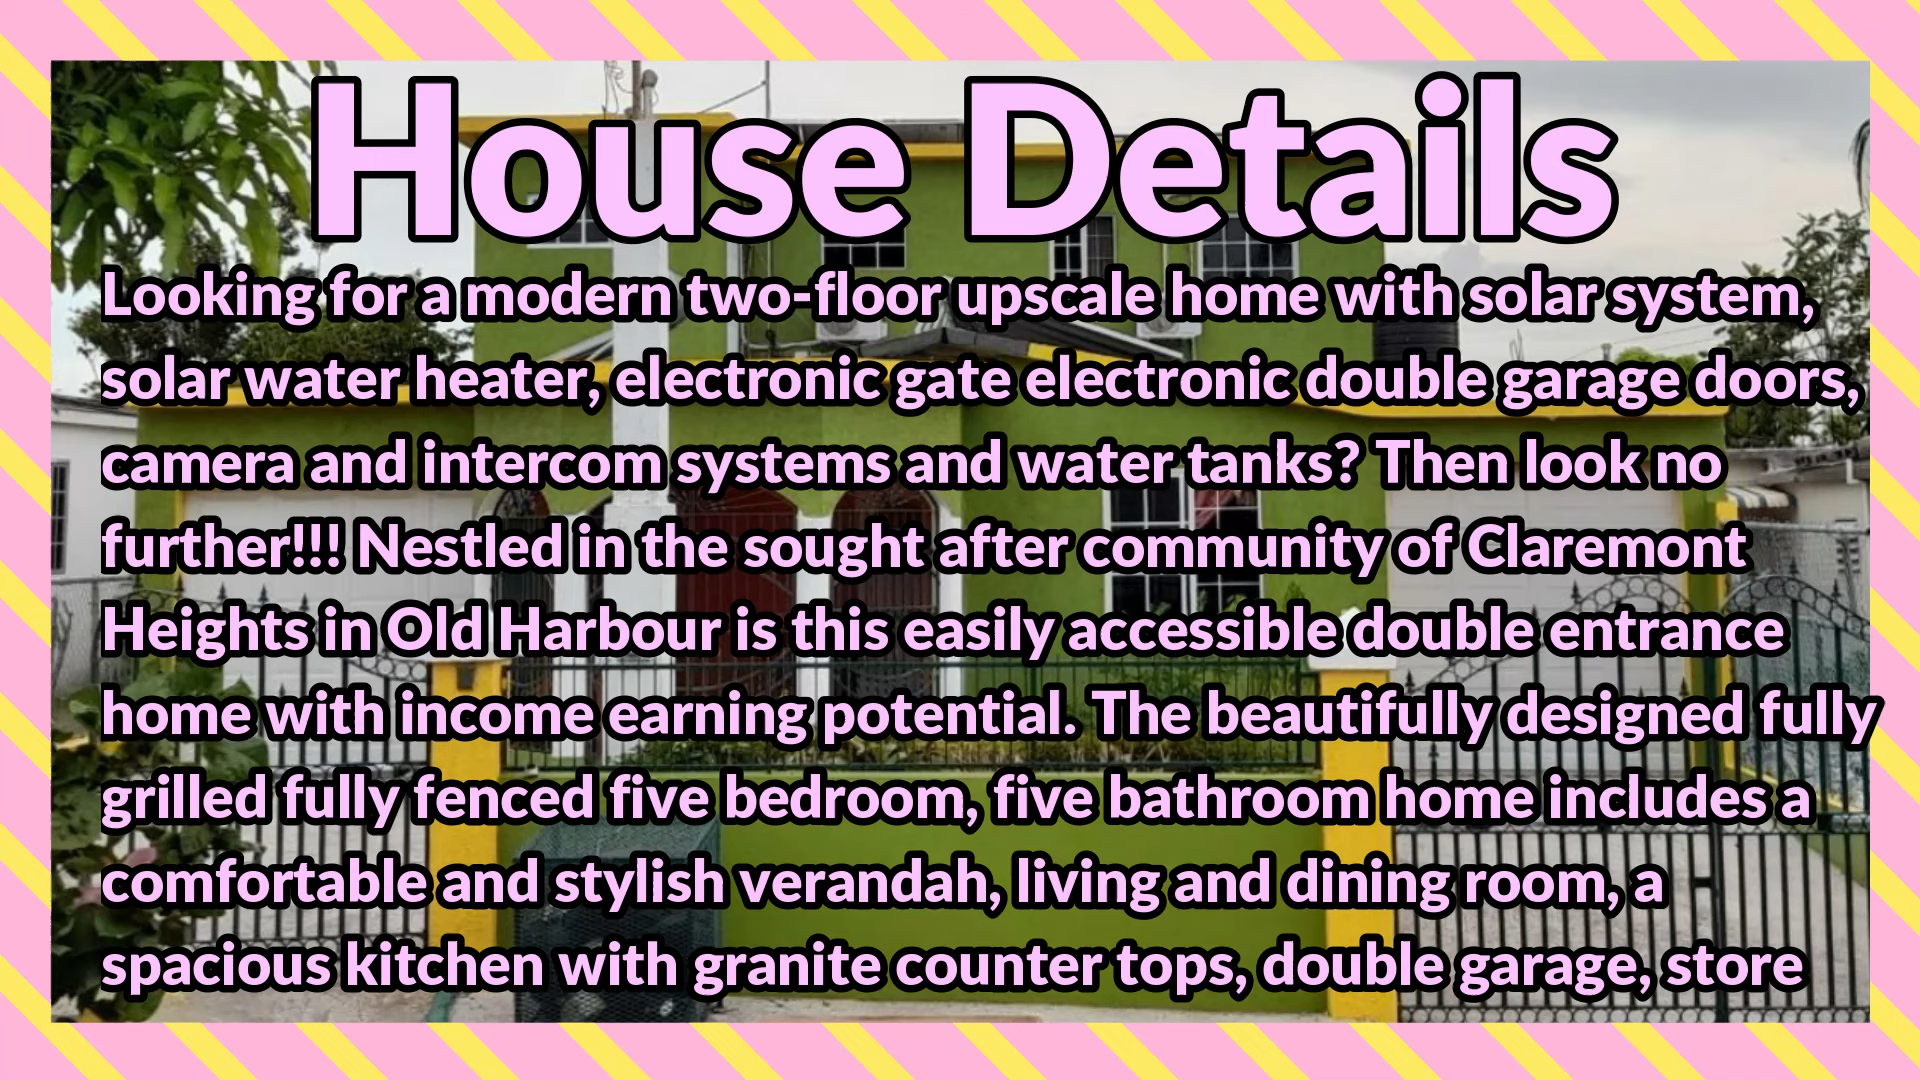 House Details
Looking for a modern two-floor upscale home with solar system,
solar water heater, electronic gate electronic double garage doors,
camera and intercom systems and water tanks? Then look no
further!!! Nestled in the sought after community of Claremont
Heights in Old Harbour is this easily accessible double entrance
home with income earning potential. The beautifully designed fully
grilled fully fenced five bedroom, five bathroom home includes a
comfortable and stylish verandah, living and dining room, a
spacious kitchen with granite counter tops, double garage, store